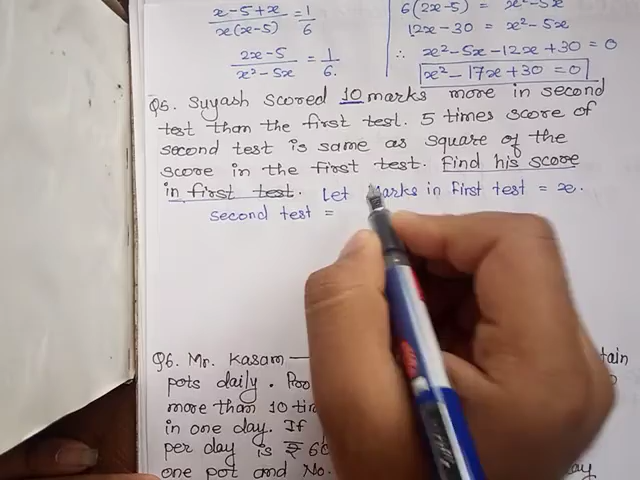 x-5+x / x(x-5) = 1/6
2x-5 / x²-5x = 1/6.
6(2x-5) = x²-5x
12x-30 = x²-5x
∴ x²-5x-12x+30 = 0
x²-17x+30 = 0
Q5. Suyash scored 10 marks more in second
test than the first test. 5 times score of
second test is same as square of the
score in the first test. Find his score
in first test. Let marks in first test = x.
second test =
Q6. Mr. Kasam
pots daily.
more than 10
in one day. If
per day is ₹
one pot and No.